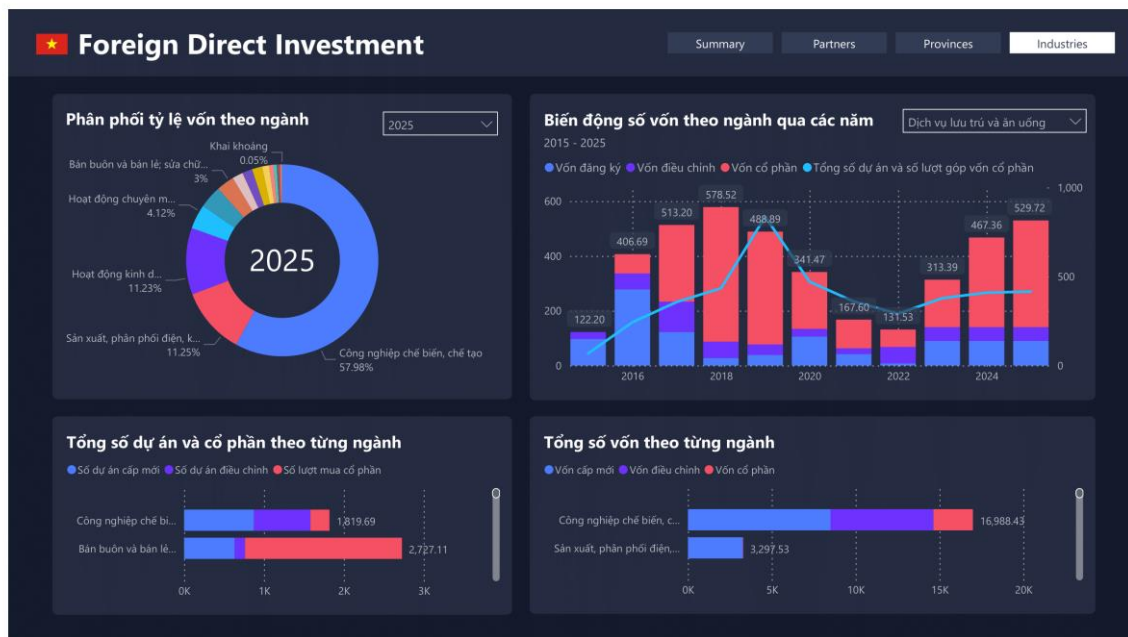 Foreign Direct Investment
Summary
Partners
Provinces
Industries
Phân phối tỷ lệ vốn theo ngành
2025
Khai khoáng
0.05%
Bán buôn và bán lẻ; sửa chữ...
3%
Hoạt động chuyên m...
4.12%
Hoạt động kinh d...
11.23%
Sản xuất, phân phối điện, k...
11.25%
2025
Công nghiệp chế biến, chế tạo
57.98%
Biến động số vốn theo ngành qua các năm
Dịch vụ lưu trú và ăn uống
2015 - 2025
Vốn đăng ký Vốn điều chỉnh Vốn cổ phần Tổng số dự án và số lượt góp vốn cổ phần
600
400
200
0
1,000
500
0
122.20
406.69
513.20
578.52
488.89
341.47
167.60
131.53
313.39
467.36
529.72
2016
2018
2020
2022
2024
Tổng số dự án và cổ phần theo từng ngành
Số dự án cấp mới Số dự án điều chỉnh Số lượt mua cổ phần
Công nghiệp chế bi...
1,819.69
Bán buôn và bán lẻ...
2,727.11
0K
1K
2K
3K
Tổng số vốn theo từng ngành
Vốn cấp mới Vốn điều chỉnh Vốn cổ phần
Công nghiệp chế biến, c...
16,988.43
Sản xuất, phân phối điện,...
3,297.53
0K
5K
10K
15K
20K